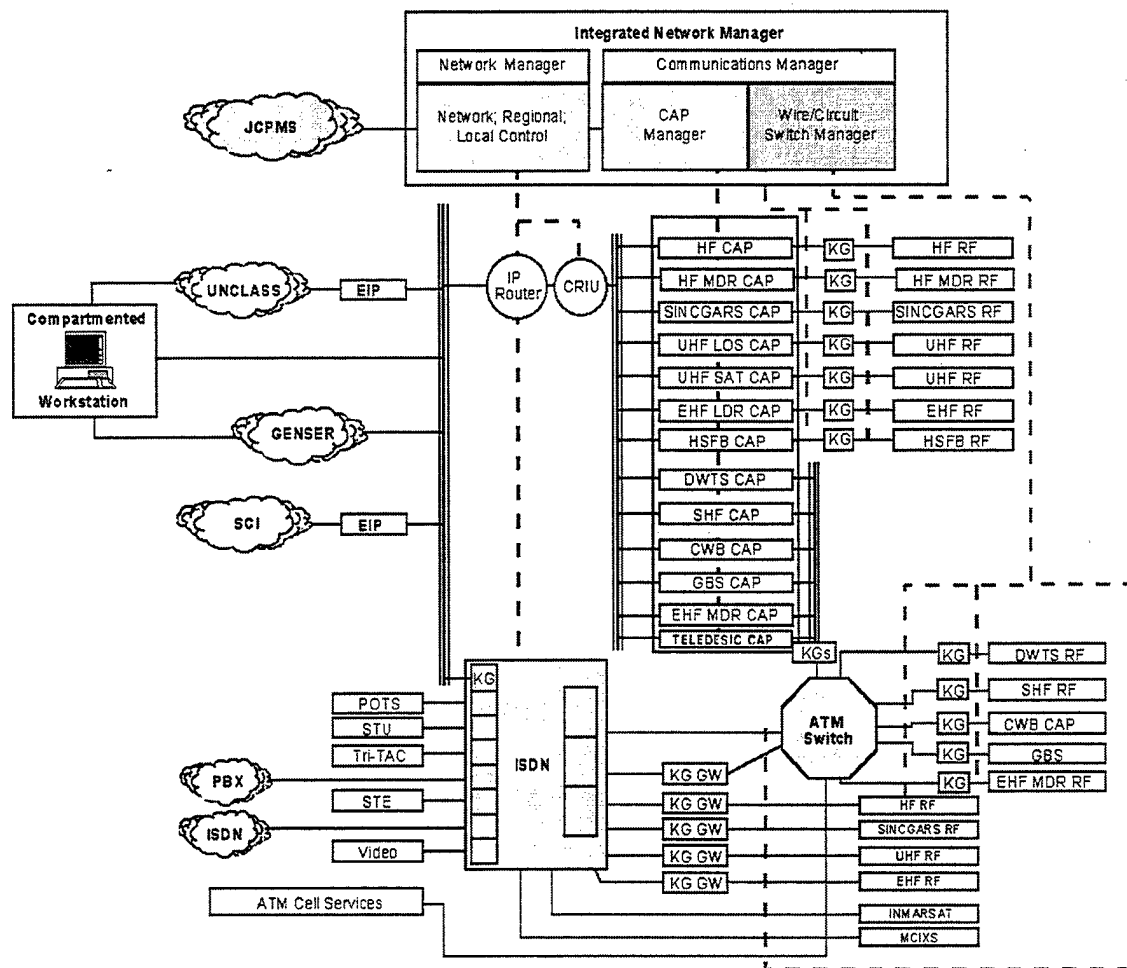 Integrated Network Manager
Network Manager
Communications Manager
Network; Regional;
Local Control
CAP
Manager
Wire/Circuit
Switch Manager
JCPMS
UNCLASS
EIP
IP
Router
CRIU
Compartmented
Workstation
GENSER
SCI
EIP
HF CAP
KG
HF RF
HF MDR CAP
KG
HF MDR RF
SINCGARS CAP
KG
SINCGARS RF
UHF LOS CAP
KG
UHF RF
UHF SAT CAP
KG
UHF RF
EHF LDR CAP
KG
EHF RF
HSFB CAP
KG
HSFB RF
DWTS CAP
SHF CAP
CWB CAP
GBS CAP
EHF MDR CAP
TELEDESIC CAP
KGs
KG
DWTS RF
KG
SHF RF
KG
CWB CAP
KG
GBS
KG
EHF MDR RF
ATM
Switch
KG
POTS
STU
Tri-TAC
PBX
STE
ISDN
Video
ISDN
KG GW
KG GW
HF RF
KG GW
SINCGARS RF
KG GW
UHF RF
KG GW
EHF RF
ATM Cell Services
INMARSAT
MCIXS